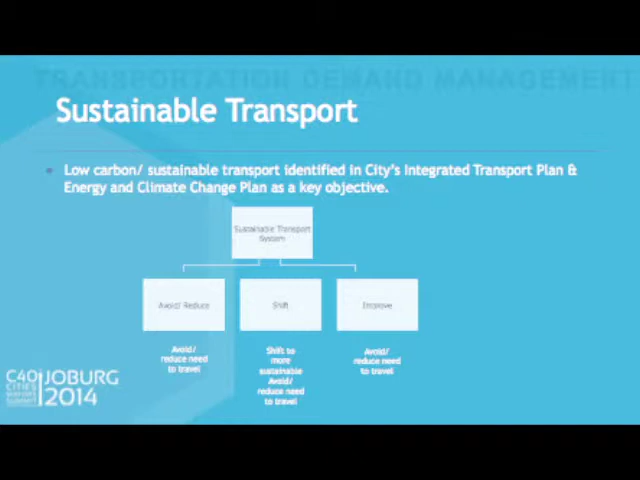 TRANSPORTATION DEMAND MANAGEMENT
Sustainable Transport
Low carbon/ sustainable transport identified in City's Integrated Transport Plan &
Energy and Climate Change Plan as a key objective.
Sustainable Transport
System
Avoid/ Reduce
Shift
Improve
Avoid/
reduce need
to travel
Shift to
more
sustainable
Avoid/
reduce need
to travel
Avoid/
reduce need
to travel
C40
CITIES
MAYORS
SUMMIT
JOBURG
2014